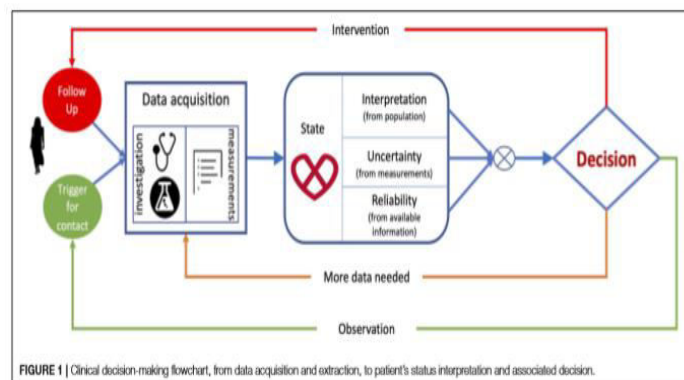 Intervention
Follow
Up
Data acquisition
investigation
measurements
Trigger
for
contact
State
Interpretation
(from population)
Uncertainty
(from measurements)
Reliability
(from available
information)
Decision
More data needed
Observation
FIGURE 1 | Clinical decision-making flowchart, from data acquisition and extraction, to patient's status interpretation and associated decision.